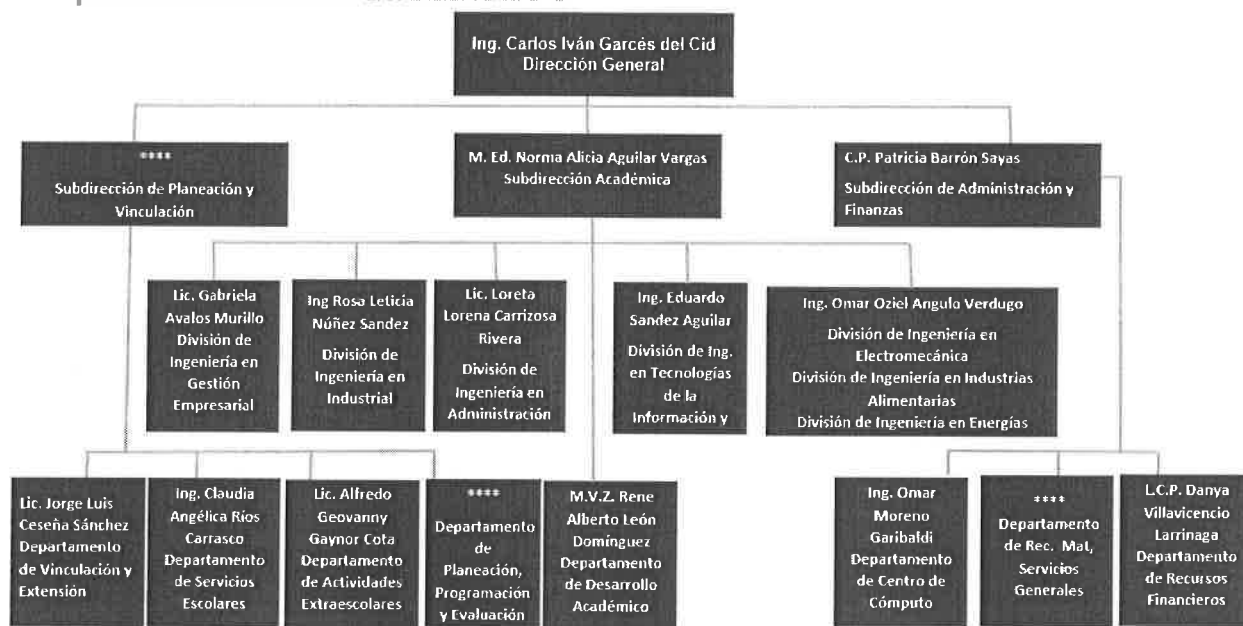 Ing. Carlos Iván Garcés del Cid
Dirección General
****
Subdirección de Planeación y
Vinculación
M. Ed. Norma Alicia Aguilar Vargas
Subdirección Académica
C.P. Patricia Barrón Sayas
Subdirección de Administración y
Finanzas
Lic. Gabriela
Avalos Murillo
División de
Ingeniería en
Gestión
Empresarial
Ing Rosa Leticia
Núñez Sandez
División de
Ingeniería en
Industrial
Lic. Loreta
Lorena Carrizosa
Rivera
División de
Ingeniería en
Administración
Ing. Eduardo
Sandez Aguilar
División de Ing.
en Tecnologías
de la
Información y
Ing. Omar Oziel Angulo Verdugo
División de Ingeniería en
Electromecánica
División de Ingeniería en Industrias
Alimentarias
División de Ingeniería en Energías
Lic. Jorge Luis
Ceseña Sánchez
Departamento
de Vinculación y
Extensión
Ing. Claudia
Angélica Ríos
Carrasco
Departamento
de Servicios
Escolares
Lic. Alfredo
Geovanny
Gaynor Cota
Departamento
de Actividades
Extraescolares
****
Departamento
de
Planeación,
Programación
y Evaluación
M.V.Z. Rene
Alberto León
Domínguez
Departamento
de Desarrollo
Académico
Ing. Omar
Moreno
Garibaldi
Departamento
de Centro de
Cómputo
****
Departamento
de Rec. Mat,
Servicios
Generales
L.C.P. Danya
Villavicencio
Larrinaga
Departamento
de Recursos
Financieros